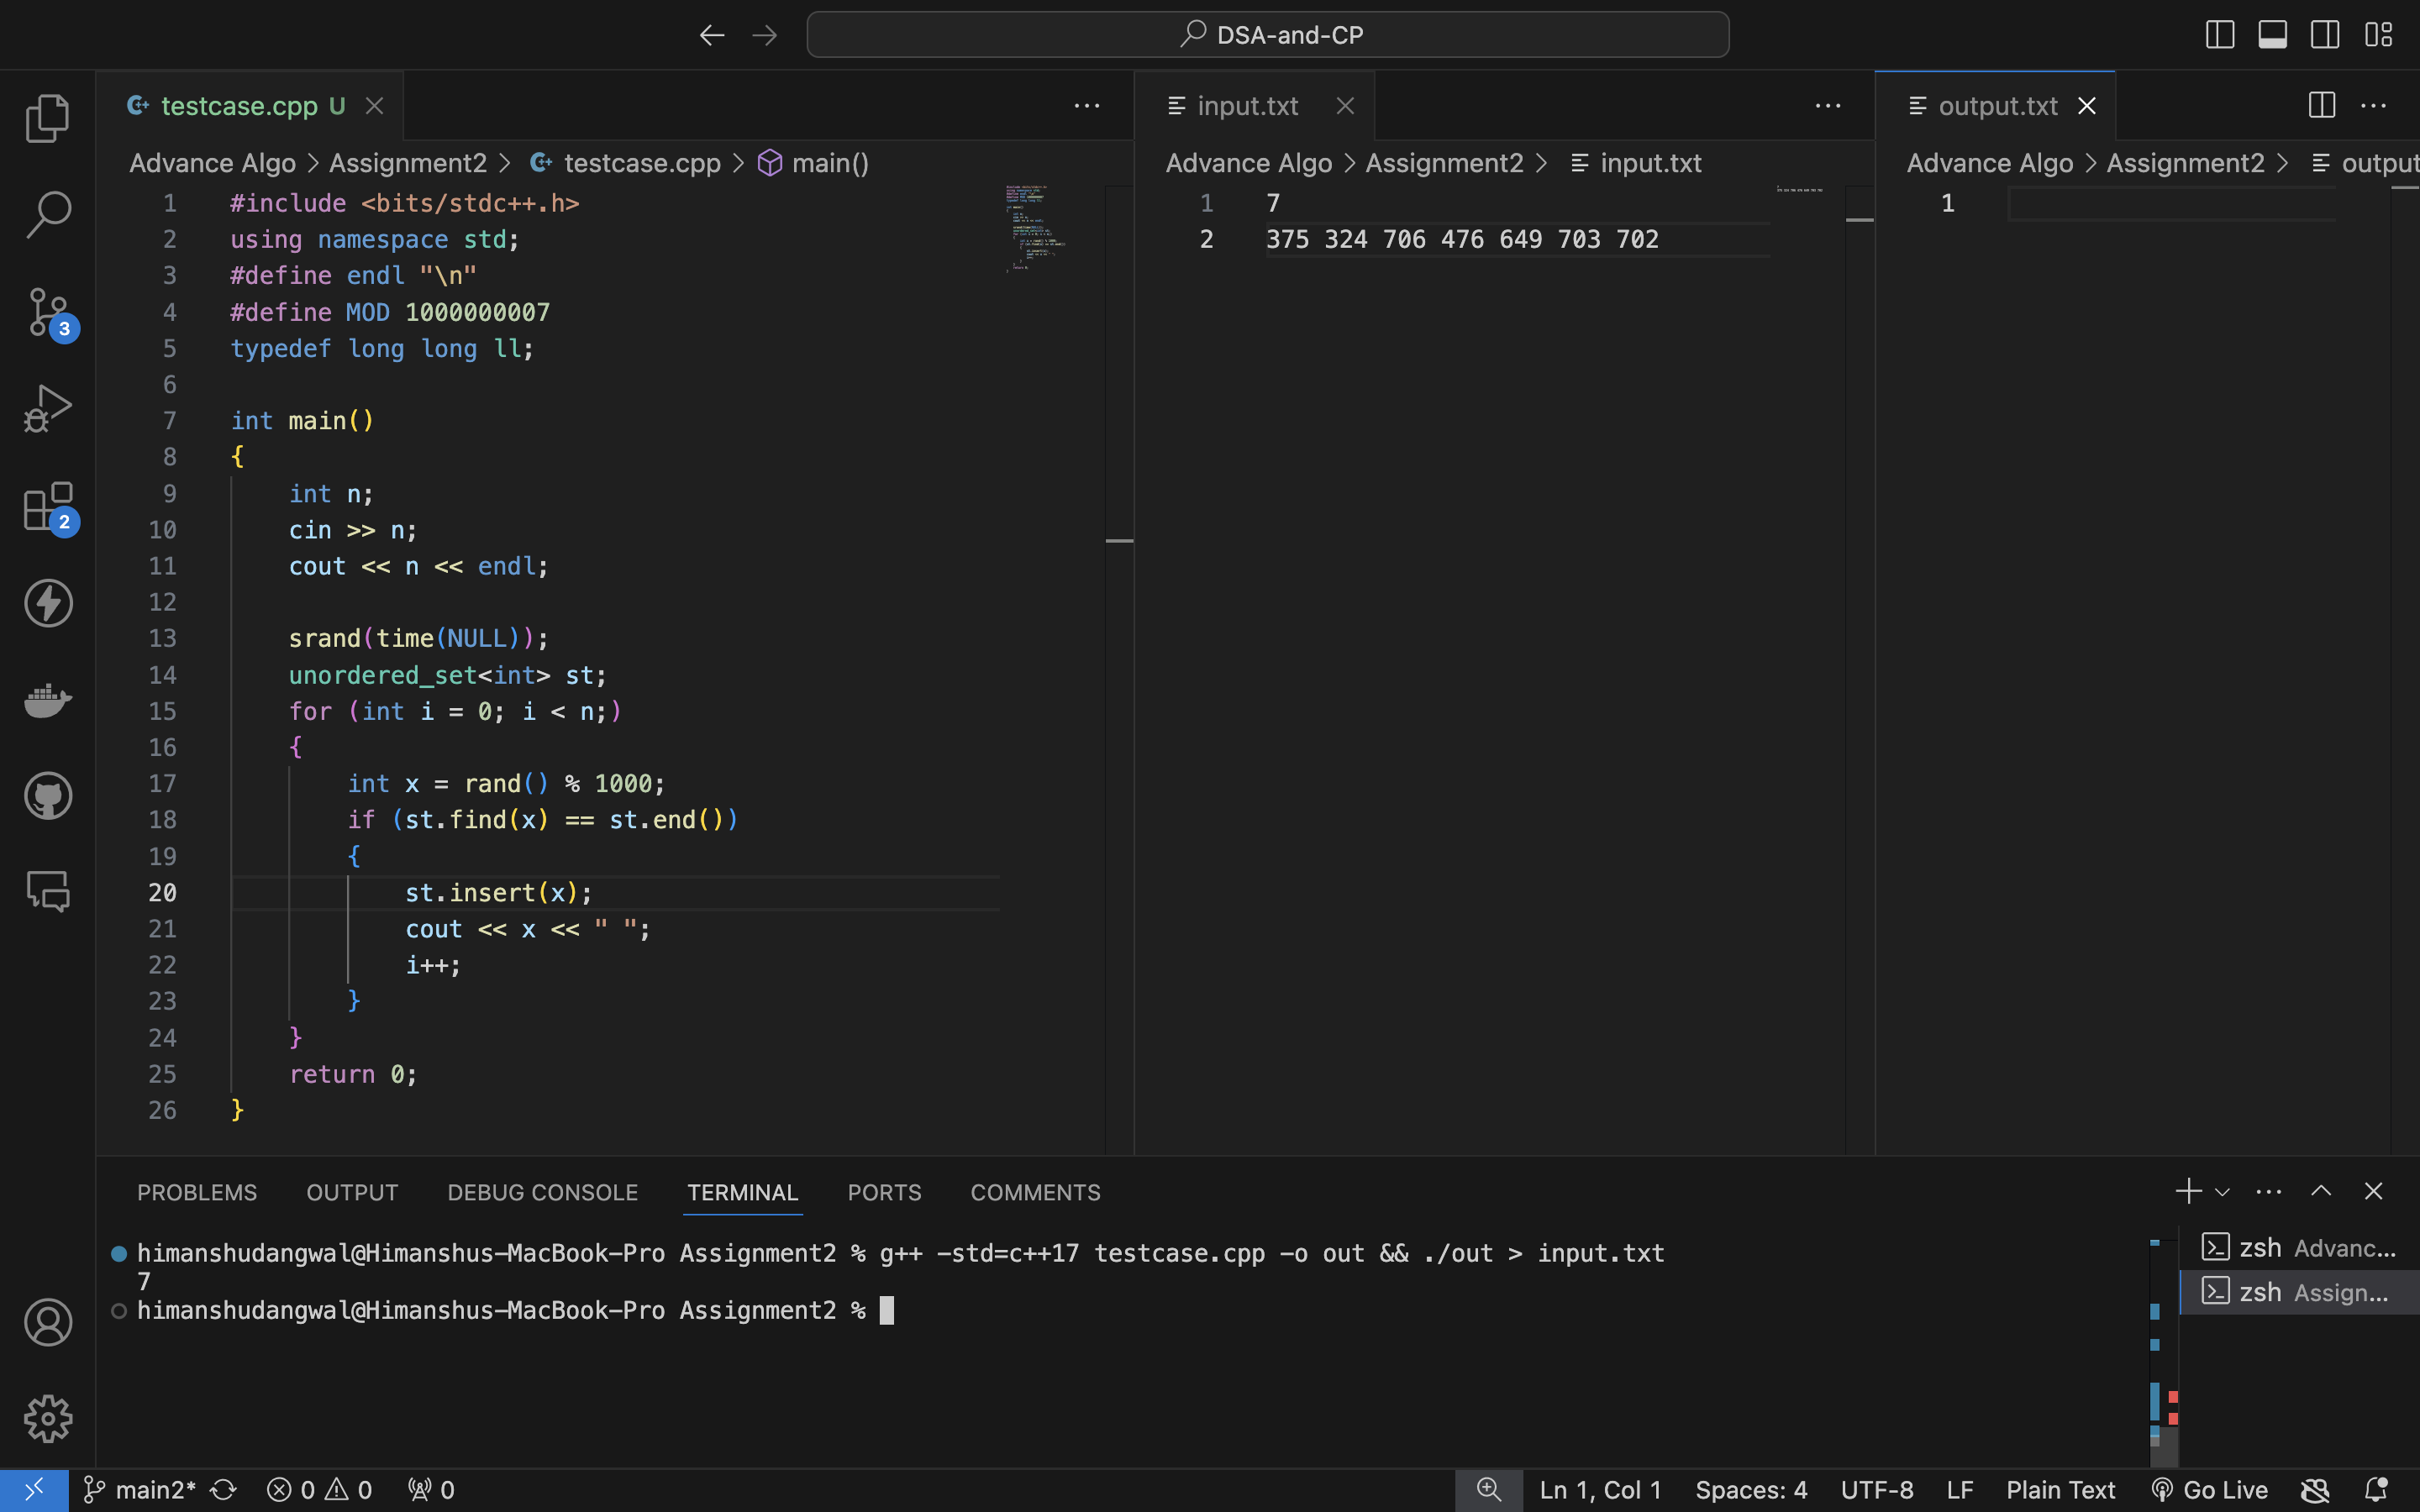 DSA-and-CP
testcase.cpp U
Advance Algo > Assignment2 > testcase.cpp > main()
1 #include <bits/stdc++.h>
2 using namespace std;
3 #define endl "\n"
4 #define MOD 1000000007
5 typedef long long ll;
6
7 int main()
8 {
9 int n;
10 cin >> n;
11 cout << n << endl;
12
13 srand(time(NULL));
14 unordered_set<int> st;
15 for (int i = 0; i < n;)
16 {
17 int x = rand() % 1000;
18 if (st.find(x) == st.end())
19 {
20 st.insert(x);
21 cout << x << " ";
22 i++;
23 }
24 }
25 return 0;
26 }
input.txt
Advance Algo > Assignment2 > input.txt
1 7
2 375 324 706 476 649 703 702
output.txt
Advance Algo > Assignment2 > output
1
3
2
PROBLEMS OUTPUT DEBUG CONSOLE TERMINAL PORTS COMMENTS
himanshudangwal@Himanshus-MacBook-Pro Assignment2 % g++ -std=c++17 testcase.cpp -o out && ./out > input.txt
7
himanshudangwal@Himanshus-MacBook-Pro Assignment2 %
zsh Advanc...
zsh Assign...
main2* 0 0 0 Ln 1, Col 1 Spaces: 4 UTF-8 LF Plain Text Go Live